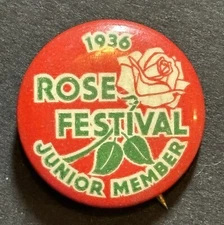 1936
ROSE
FESTIVAL
JUNIOR MEMBER